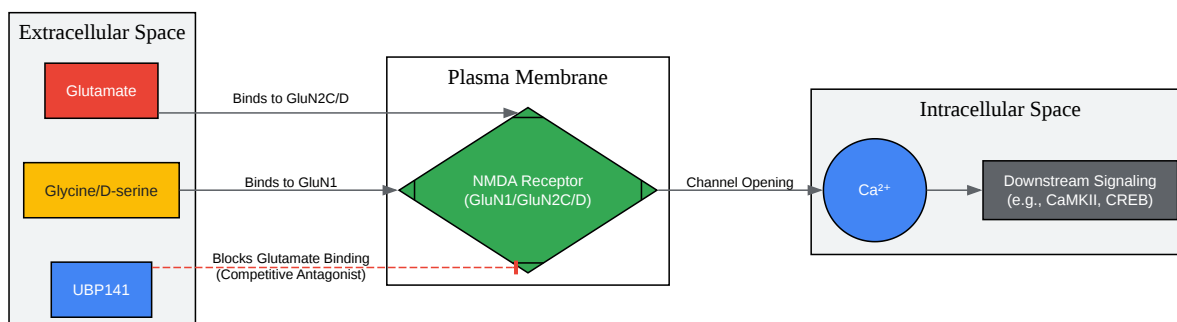 Extracellular Space
Glutamate
Glycine/D-serine
UBP141
Binds to GluN2C/D
Binds to GluN1
Blocks Glutamate Binding
(Competitive Antagonist)
Plasma Membrane
NMDA Receptor
(GluN1/GluN2C/D)
Channel Opening
Intracellular Space
Ca²⁺
Downstream Signaling
(e.g., CaMKII, CREB)